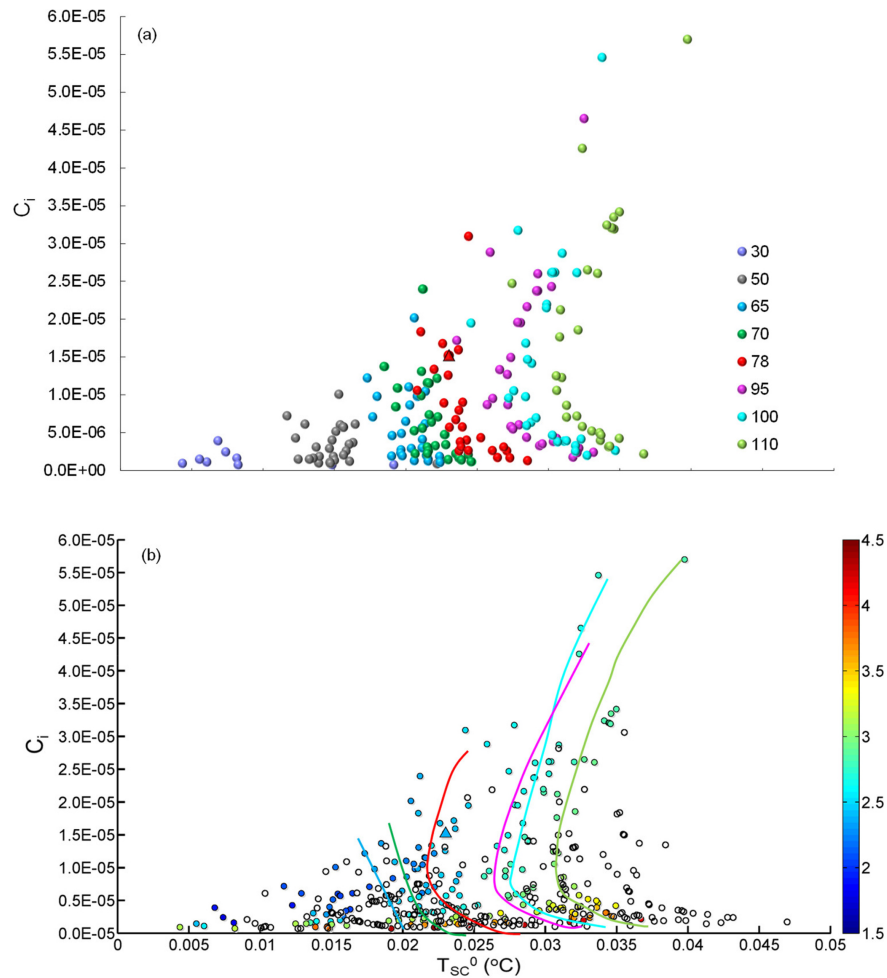 6.0E-05
(a)
5.5E-05
5.0E-05
4.5E-05
4.0E-05
3.5E-05
Ci
3.0E-05
30
2.5E-05
50
65
2.0E-05
70
1.5E-05
78
1.0E-05
95
5.0E-06
100
0.0E+00
110
6.0E-05
(b)
4.5
5.5E-05
5.0E-05
4
4.5E-05
4.0E-05
3.5
3.5E-05
Ci
3.0E-05
3
2.5E-05
2.5
2.0E-05
1.5E-05
2
1.0E-05
0.5E-05
0.0E-05
1.5
0 0.005 0.01 0.015 0.02 0.025 0.03 0.035 0.04 0.045 0.05
TSC0 (oC)